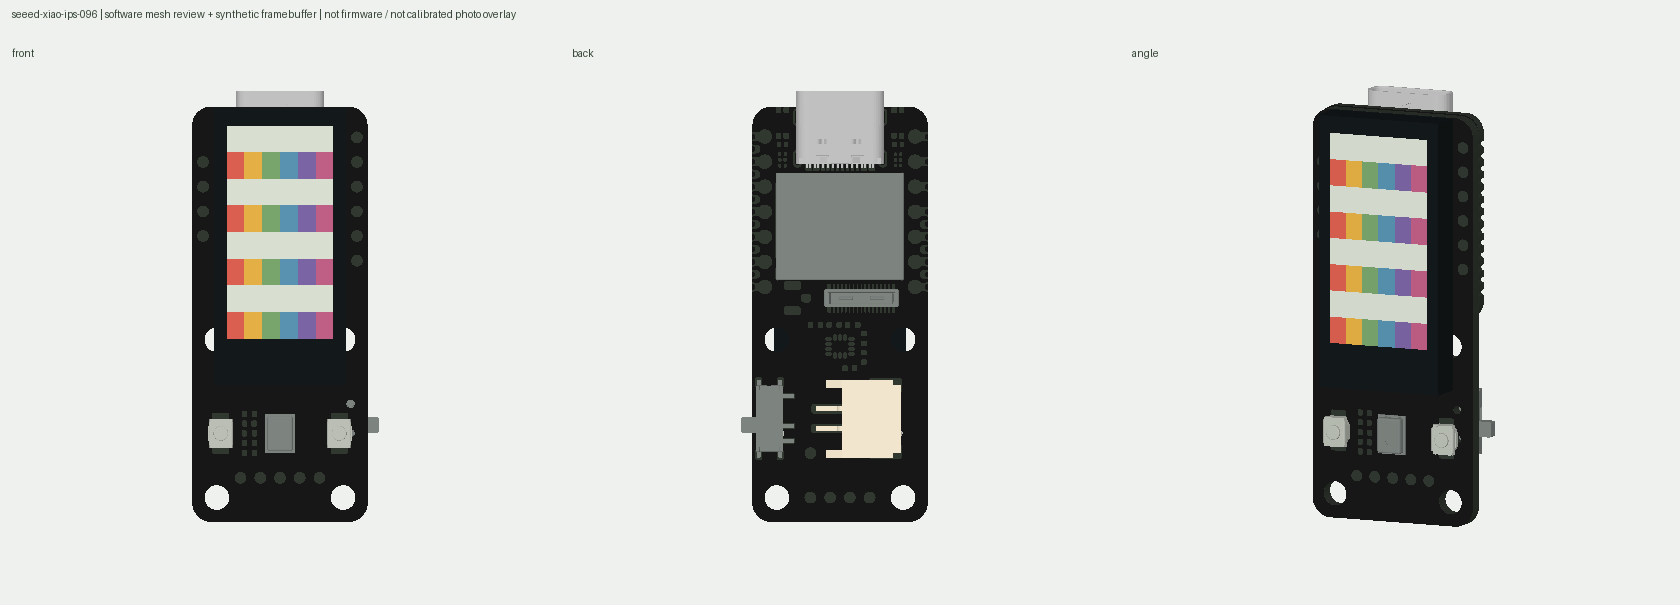 seeed-xiao-ips-096 | software mesh review + synthetic framebuffer | not firmware / not calibrated photo overlay
front
back
angle